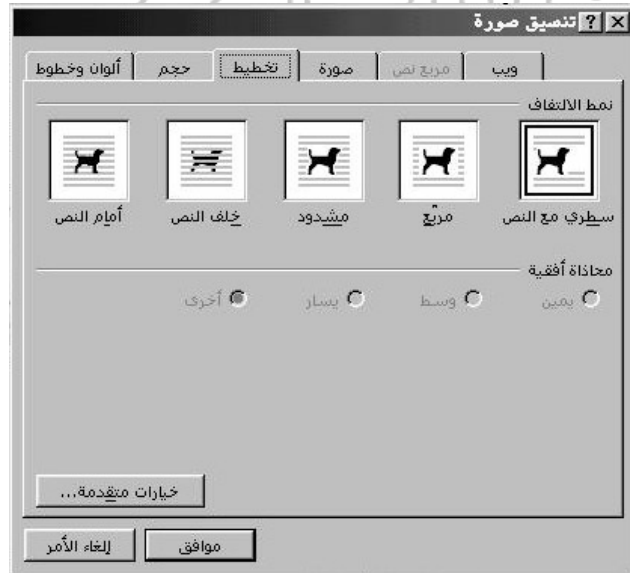 تنسيق صورة
ألوان وخطوط حجم تخطيط صورة مربع نص ويب
نمط الالتفاف
سطري مع النص مربّع مشدود خلف النص أمام النص
محاذاة أفقية
يمين وسط يسار أخرى
خيارات متقدمة...
موافق إلغاء الأمر